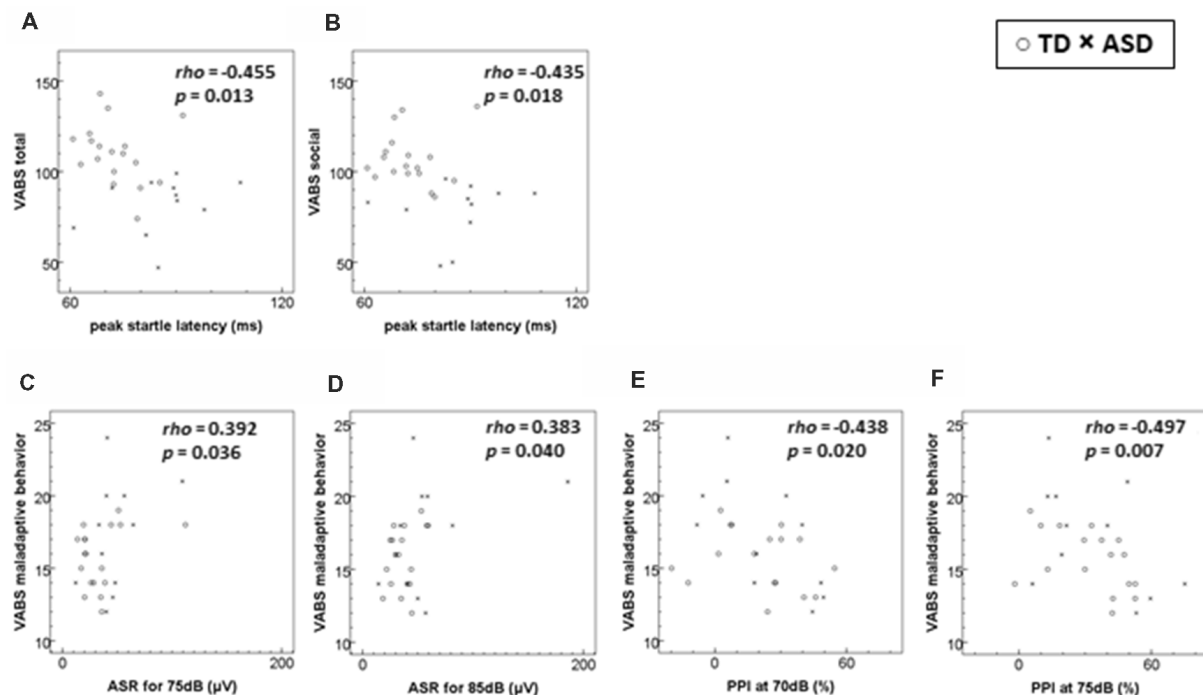 A
B
○ TD × ASD
rho = -0.455
p = 0.013
VABS total
150
100
50
60
120
peak startle latency (ms)
rho = -0.435
p = 0.018
VABS social
150
100
50
60
120
peak startle latency (ms)
C
D
E
F
rho = 0.392
p = 0.036
VABS maladaptive behavior
25
20
15
10
0
200
ASR for 75dB (μV)
rho = 0.383
p = 0.040
VABS maladaptive behavior
25
20
15
10
0
200
ASR for 85dB (μV)
rho = -0.438
p = 0.020
VABS maladaptive behavior
25
20
15
10
0
60
PPI at 70dB (%)
rho = -0.497
p = 0.007
VABS maladaptive behavior
25
20
15
10
0
60
PPI at 75dB (%)